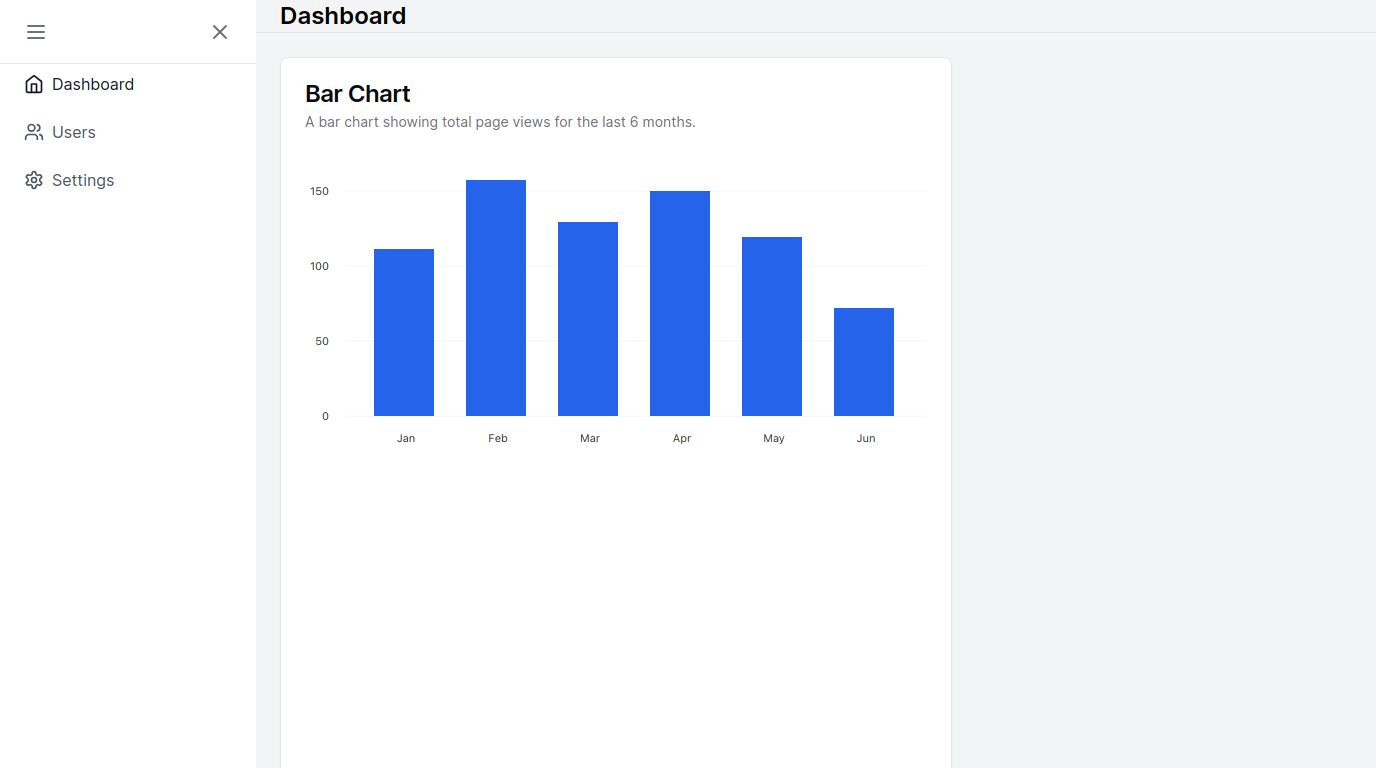 Dashboard
Users
Settings
Dashboard
Bar Chart
A bar chart showing total page views for the last 6 months.
150
100
50
0
Jan Feb Mar Apr May Jun